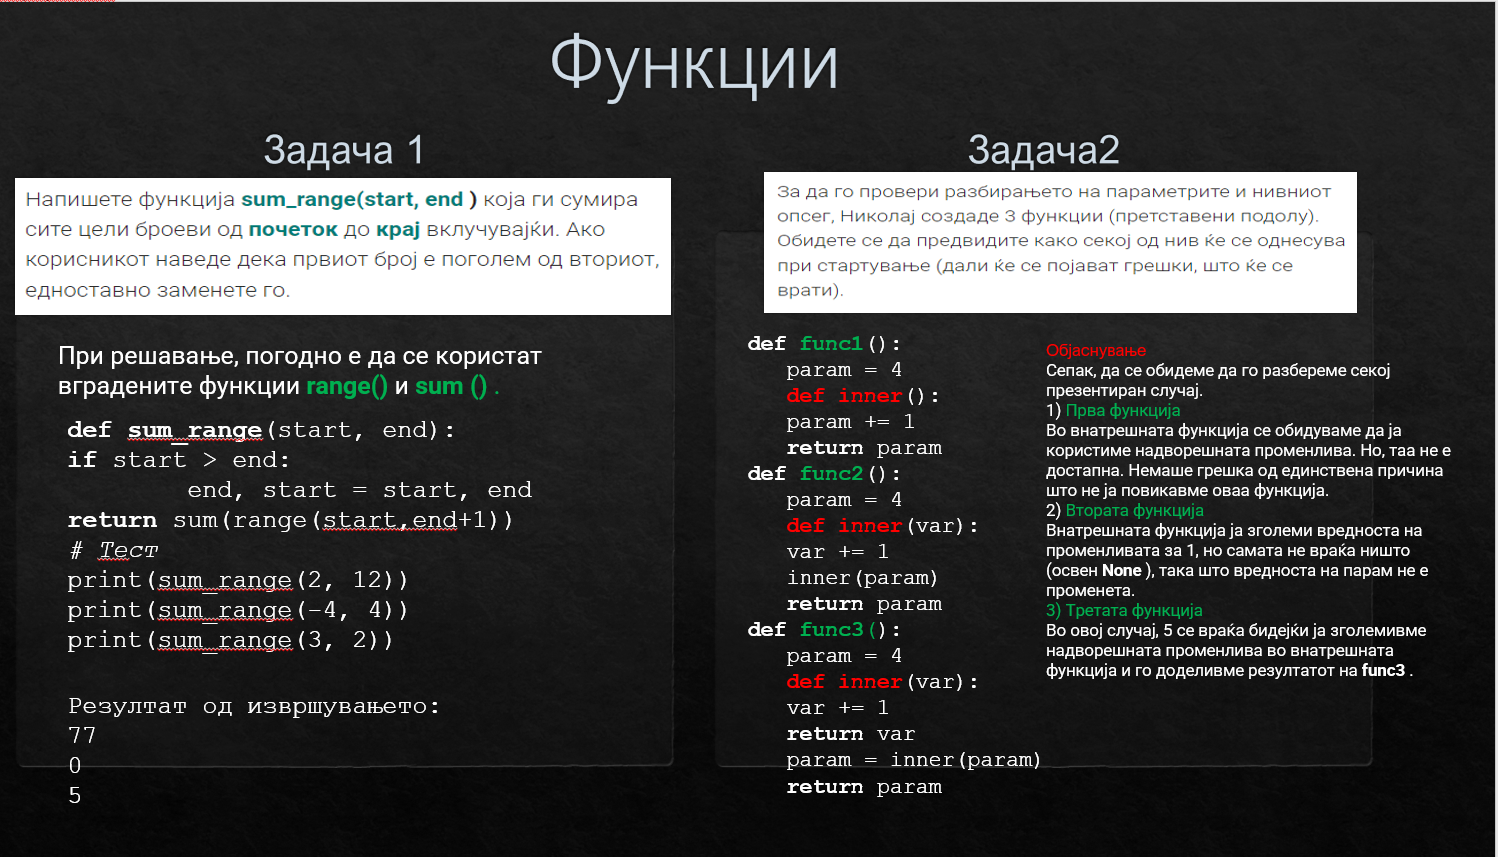 Функции
Задача 1
Напишете функција sum_range(start, end ) која ги сумира
сите цели броеви од почеток до крај вклучувајќи. Ако
корисникот наведе дека првиот број е поголем од вториот,
едноставно заменете го.
При решавање, погодно е да се користат
вградените функции range() и sum () .
def sum_range(start, end):
if start > end:
end, start = start, end
return sum(range(start,end+1))
# Тест
print(sum_range(2, 12))
print(sum_range(-4, 4))
print(sum_range(3, 2))
Резултат од извршувањето:
77
0
5
Задача2
За да го провери разбирањето на параметрите и нивниот
опсег, Николај создаде 3 функции (претставени подолу).
Обидете се да предвидите како секој од нив ќе се однесува
при стартување (дали ќе се појават грешки, што ќе се
врати).
def func1():
param = 4
def inner():
param += 1
return param
def func2():
param = 4
def inner(var):
var += 1
inner(param)
return param
def func3():
param = 4
def inner(var):
var += 1
return var
param = inner(param)
return param
Објаснување
Сепак, да се обидеме да го разбереме секој
презентиран случај.
1) Прва функција
Во внатрешната функција се обидуваме да ја
користиме надворешната променлива. Но, таа не е
достапна. Немаше грешка од единствена причина
што не ја повикавме оваа функција.
2) Втората функција
Внатрешната функција ја зголеми вредноста на
променливата за 1, но самата не враќа ништо
(освен None ), така што вредноста на парам не е
променета.
3) Третата функција
Во овој случај, 5 се враќа бидејќи ја зголемивме
надворешната променлива во внатрешната
функција и го доделивме резултатот на func3 .